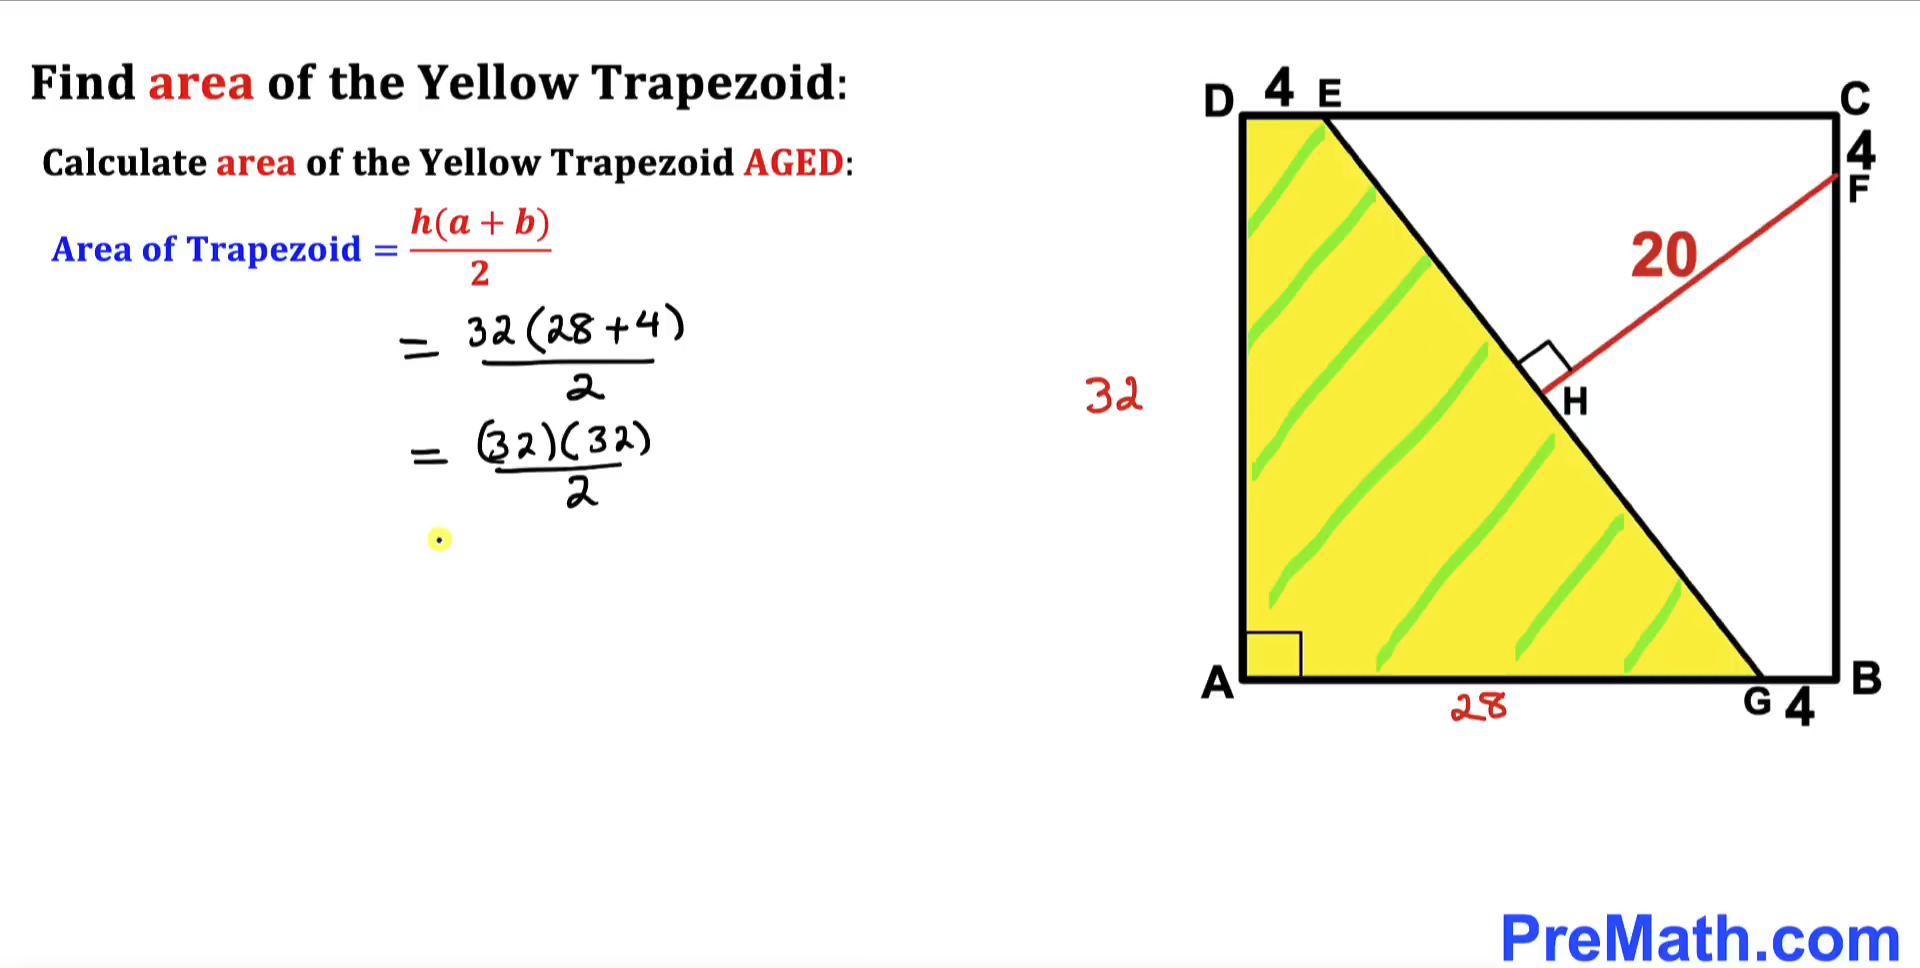 Find area of the Yellow Trapezoid:
Calculate area of the Yellow Trapezoid AGED:
Area of Trapezoid = h(a + b)
2
= 32(28+4)
2
= (32)(32)
2
D 4 E
C
4
F
20
H
32
A
28
G 4
B
PreMath.com